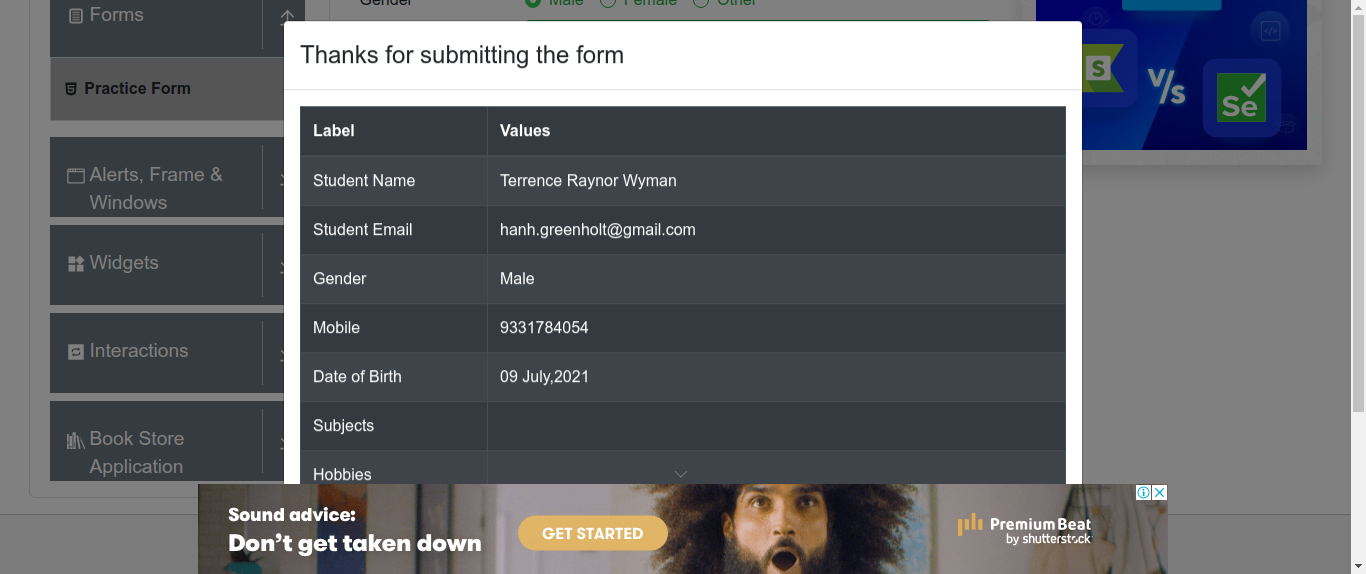 Forms
Gender
Male
Female
Other
Practice Form
Alerts, Frame &
Windows
Widgets
Interactions
Book Store
Application
Thanks for submitting the form
Label Values
Student Name Terrence Raynor Wyman
Student Email hanh.greenholt@gmail.com
Gender Male
Mobile 9331784054
Date of Birth 09 July,2021
Subjects
Hobbies
S
V/s
Se
Sound advice:
Don't get taken down
GET STARTED
PremiumBeat
by shutterstock